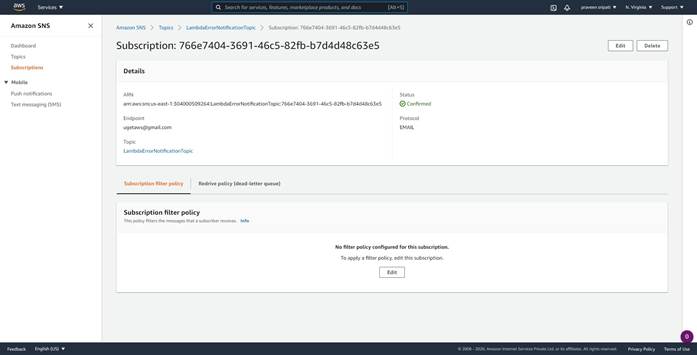 aws
Services
Search for services, features, marketplace products, and docs
[Alt+S]
praveen sripati
N. Virginia
Support
Amazon SNS
Dashboard
Topics
Subscriptions
Mobile
Push notifications
Text messaging (SMS)
Amazon SNS
Topics
LambdaErrorNotificationTopic
Subscription: 766e7404-3691-46c5-82fb-b7d4d48c63e5
Subscription: 766e7404-3691-46c5-82fb-b7d4d48c63e5
Edit
Delete
Details
ARN
arn:aws:sns:us-east-1:304000509264:LambdaErrorNotificationTopic:766e7404-3691-46c5-82fb-b7d4d48c63e5
Status
Confirmed
Endpoint
ugetaws@gmail.com
Protocol
EMAIL
Topic
LambdaErrorNotificationTopic
Subscription filter policy
Redrive policy (dead-letter queue)
Subscription filter policy
This policy filters the messages that a subscriber receives. Info
No filter policy configured for this subscription.
To apply a filter policy, edit this subscription.
Edit
Feedback
English (US)
© 2008 - 2020, Amazon Internet Services Private Ltd. or its affiliates. All rights reserved.
Privacy Policy
Terms of Use